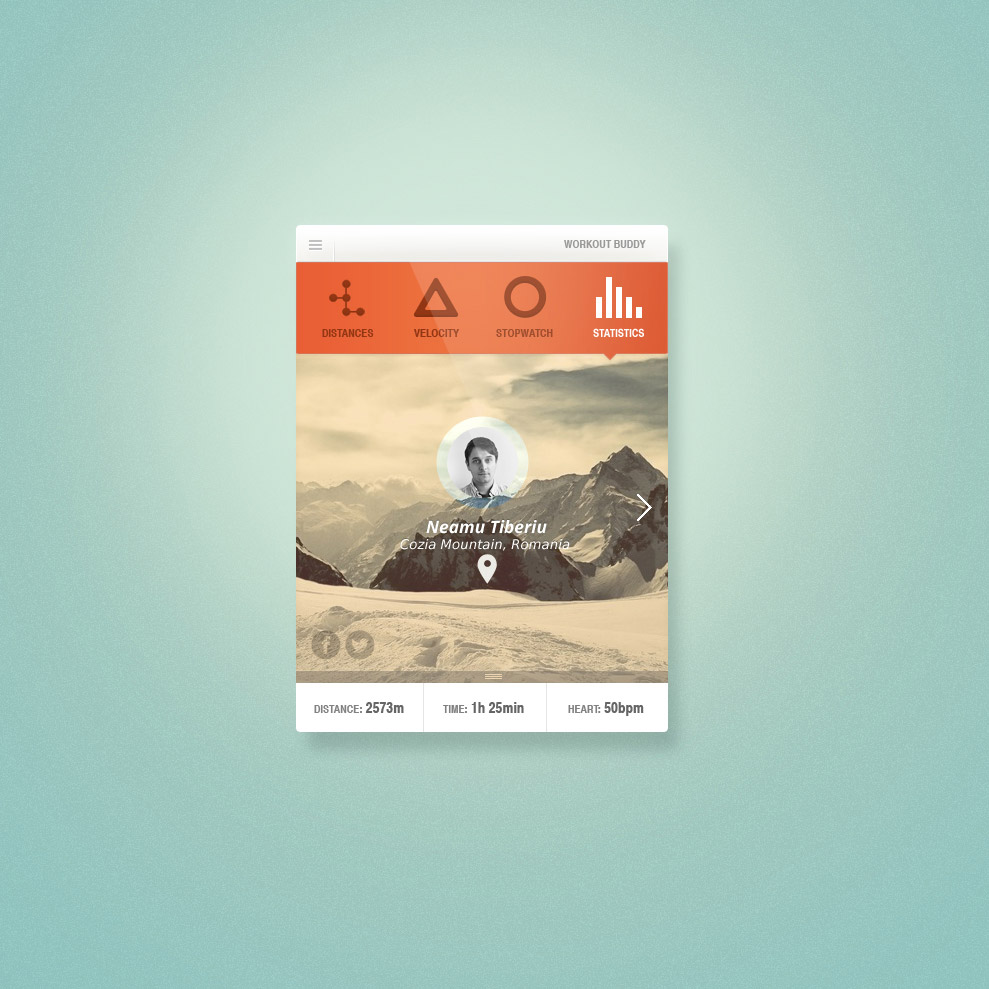 WORKOUT BUDDY
DISTANCES VELOCITY STOPWATCH STATISTICS
Neamu Tiberiu
Cozia Mountain, Romania
DISTANCE: 2573m TIME: 1h 25min HEART: 50bpm